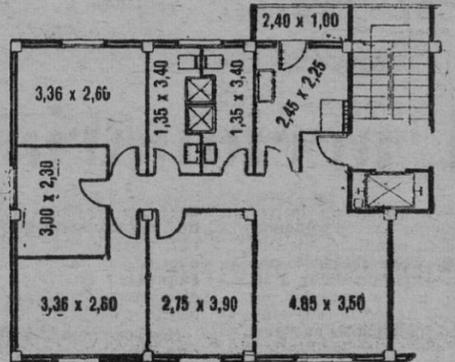 2,40 x 1,00
3,36 x 2,60
1,35 x 3,40
1,35 x 3,40
2,45 x 2,25
3,00 x 2,30
3,36 x 2,60
2,75 x 3,90
4.85 x 3,50